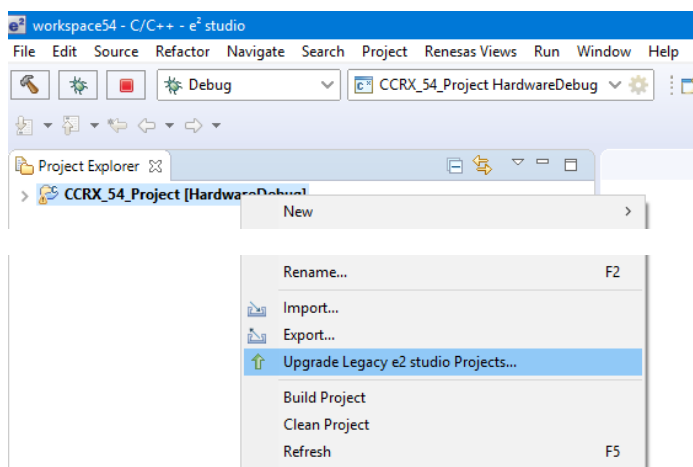 e² workspace54 - C/C++ - e² studio
File Edit Source Refactor Navigate Search Project Renesas Views Run Window Help
Debug CCRX_54_Project HardwareDebug
Project Explorer
CCRX_54_Project [HardwareDebug]
New
Rename... F2
Import...
Export...
Upgrade Legacy e2 studio Projects...
Build Project
Clean Project
Refresh F5